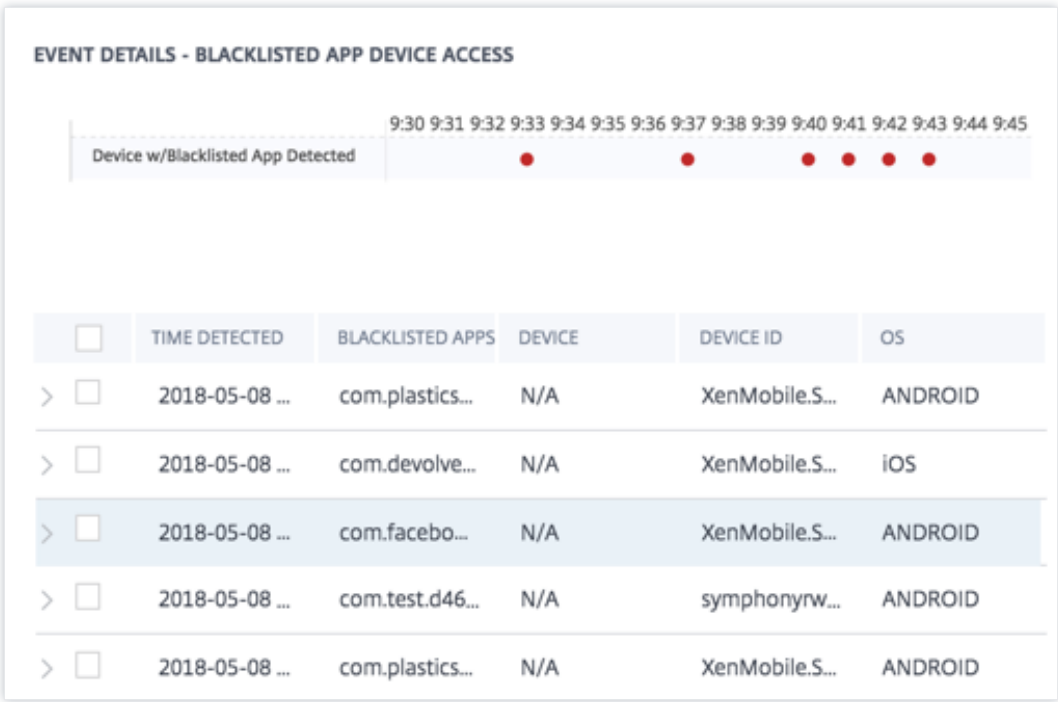 EVENT DETAILS - BLACKLISTED APP DEVICE ACCESS
9:30 9:31 9:32 9:33 9:34 9:35 9:36 9:37 9:38 9:39 9:40 9:41 9:42 9:43 9:44 9:45
Device w/Blacklisted App Detected
TIME DETECTED BLACKLISTED APPS DEVICE DEVICE ID OS
2018-05-08 ... com.plastics... N/A XenMobile.S... ANDROID
2018-05-08 ... com.devolve... N/A XenMobile.S... iOS
2018-05-08 ... com.facebo... N/A XenMobile.S... ANDROID
2018-05-08 ... com.test.d46... N/A symphonyrw... ANDROID
2018-05-08 ... com.plastics... N/A XenMobile.S... ANDROID